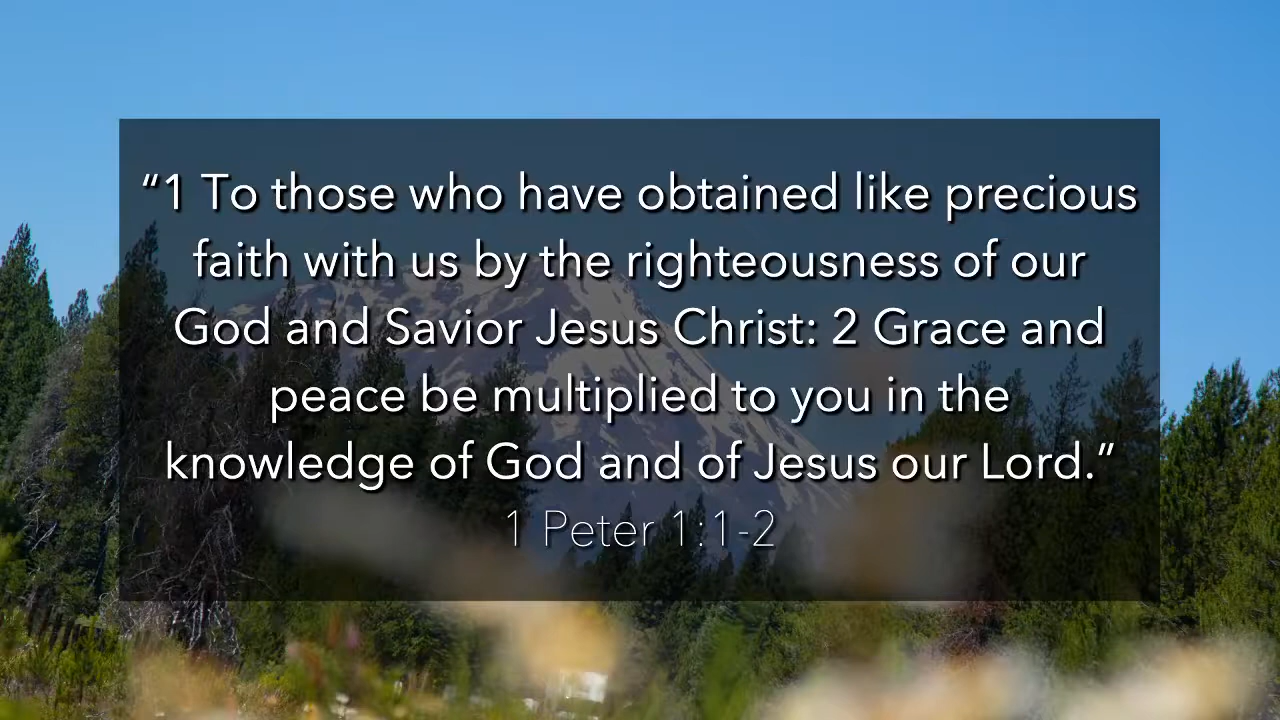 “1 To those who have obtained like precious
faith with us by the righteousness of our
God and Savior Jesus Christ: 2 Grace and
peace be multiplied to you in the
knowledge of God and of Jesus our Lord.”
1 Peter 1:1-2